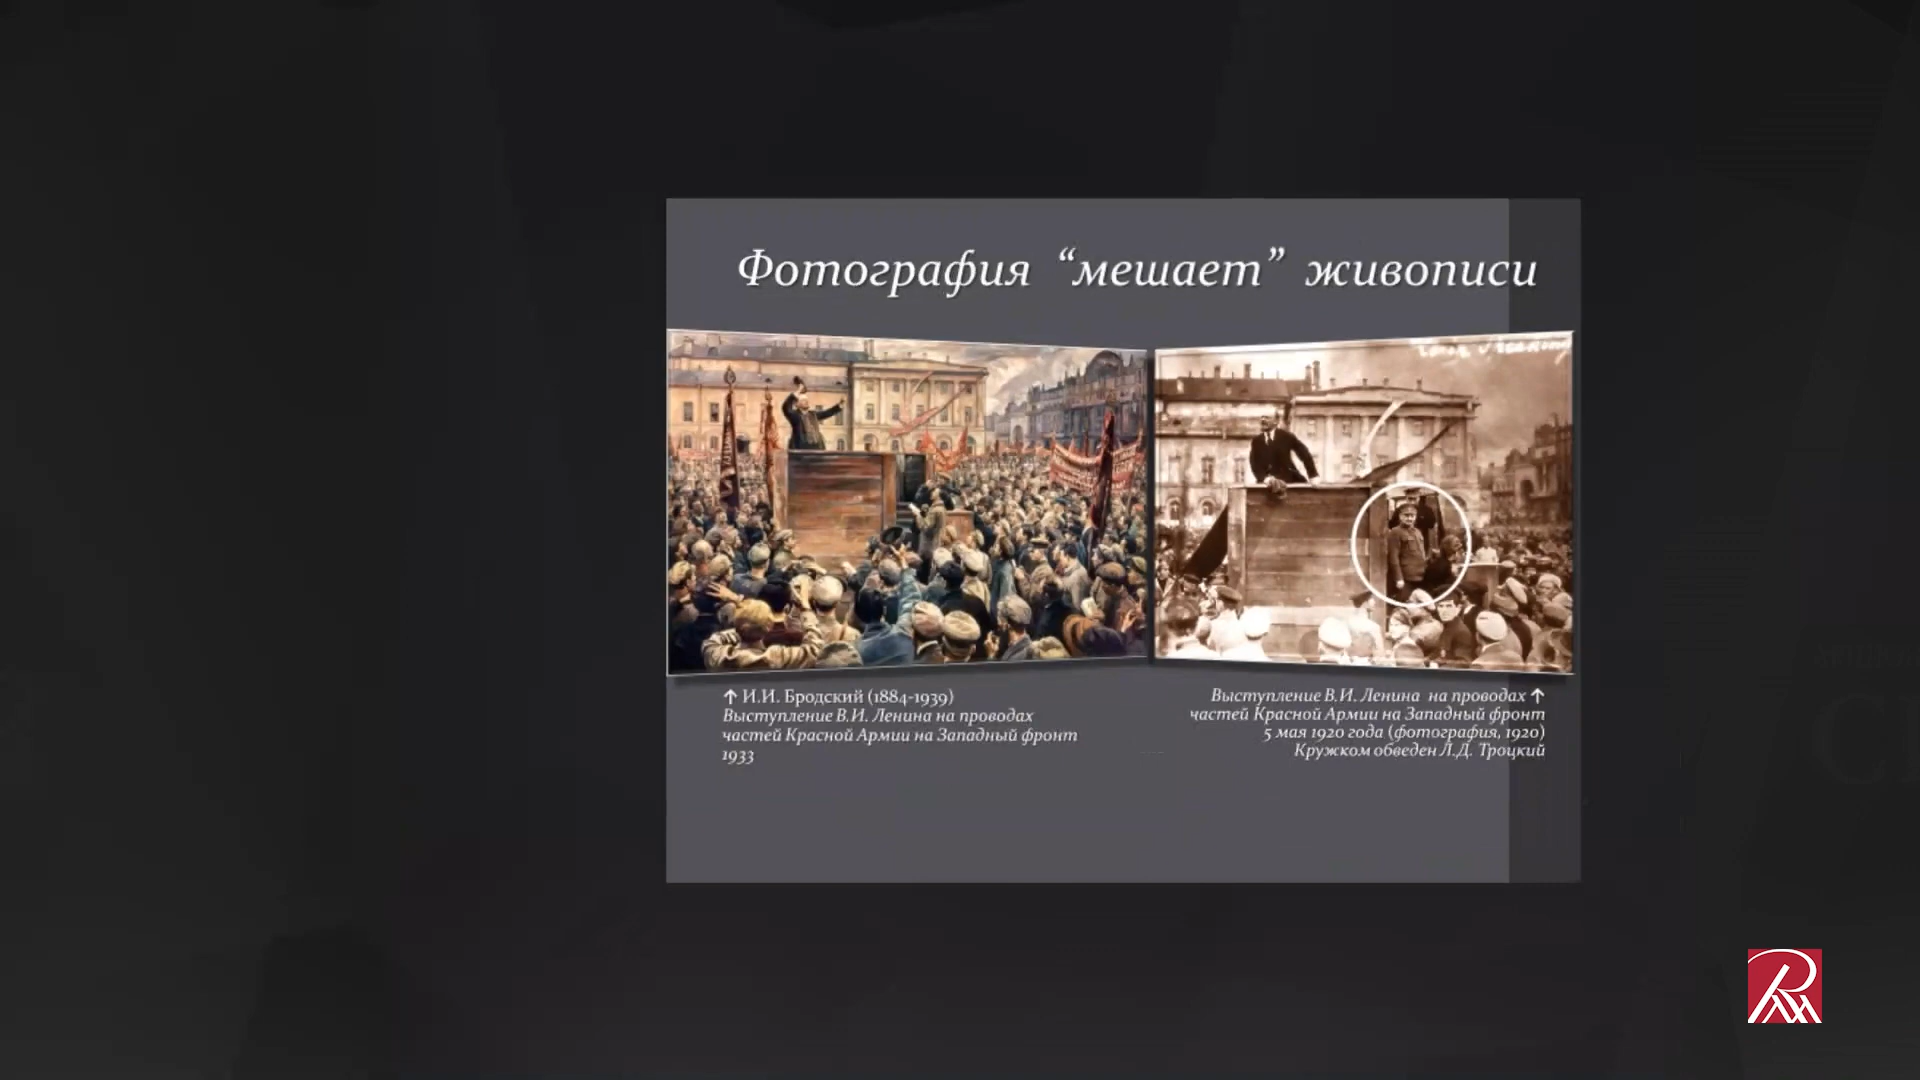 Фотография “мешает” живописи
↑ И.И. Бродский (1884-1939)
Выступление В.И. Ленина на проводах
частей Красной Армии на Западный фронт
1933
Выступление В.И. Ленина на проводах ↑
частей Красной Армии на Западный фронт
5 мая 1920 года (фотография, 1920)
Кружком обведен Л.Д. Троцкий